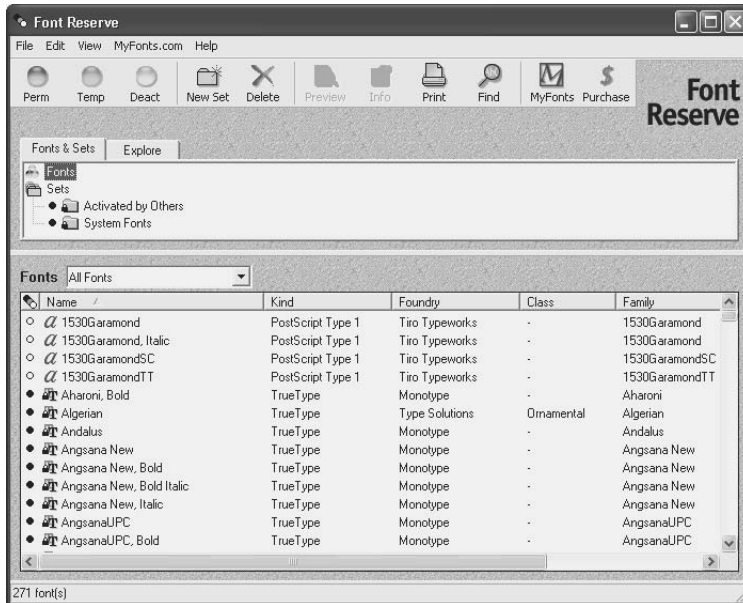 Font Reserve
File Edit View MyFonts.com Help
Perm Temp Deact New Set Delete Preview Info Print Find MyFonts Purchase
Font
Reserve
Fonts & Sets Explore
Fonts
Sets
Activated by Others
System Fonts
Fonts All Fonts
Name Kind Foundry Class Family
1530Garamond PostScript Type 1 Tiro Typeworks - 1530Garamond
1530Garamond, Italic PostScript Type 1 Tiro Typeworks - 1530Garamond
1530GaramondSC PostScript Type 1 Tiro Typeworks - 1530GaramondSC
1530GaramondTT PostScript Type 1 Tiro Typeworks - 1530GaramondTT
Aharoni, Bold TrueType Monotype - Aharoni
Algerian TrueType Type Solutions Ornamental Algerian
Andalus TrueType Monotype - Andalus
Angsana New TrueType Monotype - Angsana New
Angsana New, Bold TrueType Monotype - Angsana New
Angsana New, Bold Italic TrueType Monotype - Angsana New
Angsana New, Italic TrueType Monotype - Angsana New
AngsanaUPC TrueType Monotype - AngsanaUPC
AngsanaUPC, Bold TrueType Monotype - AngsanaUPC
271 font(s)